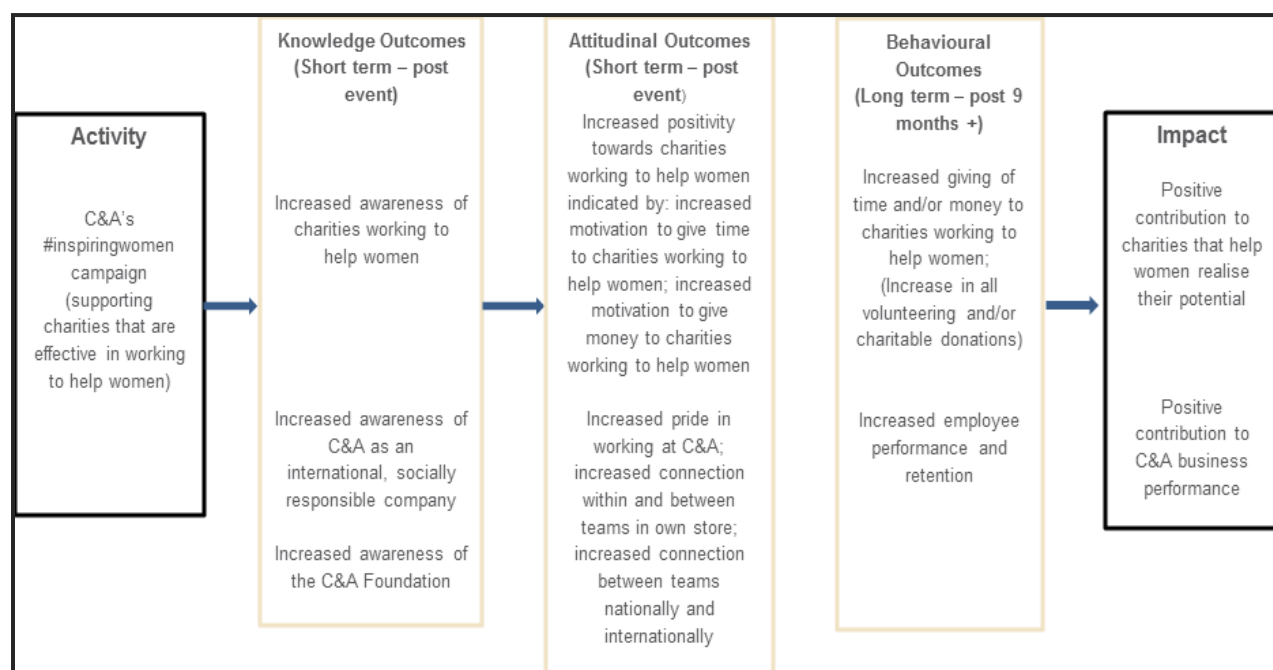 Activity
C&A's
#inspiringwomen
campaign
(supporting
charities that are
effective in working
to help women)
Knowledge Outcomes
(Short term – post
event)
Increased awareness of
charities working to
help women
Increased awareness of
C&A as an
international, socially
responsible company
Increased awareness of
the C&A Foundation
Attitudinal Outcomes
(Short term – post
event)
Increased positivity
towards charities
working to help women
indicated by: increased
motivation to give time
to charities working to
help women; increased
motivation to give
money to charities
working to help women
Increased pride in
working at C&A;
increased connection
within and between
teams in own store;
increased connection
between teams
nationally and
internationally
Behavioural
Outcomes
(Long term – post 9
months +)
Increased giving of
time and/or money to
charities working to
help women;
(Increase in all
volunteering and/or
charitable donations)
Increased employee
performance and
retention
Impact
Positive
contribution to
charities that help
women realise
their potential
Positive
contribution to
C&A business
performance